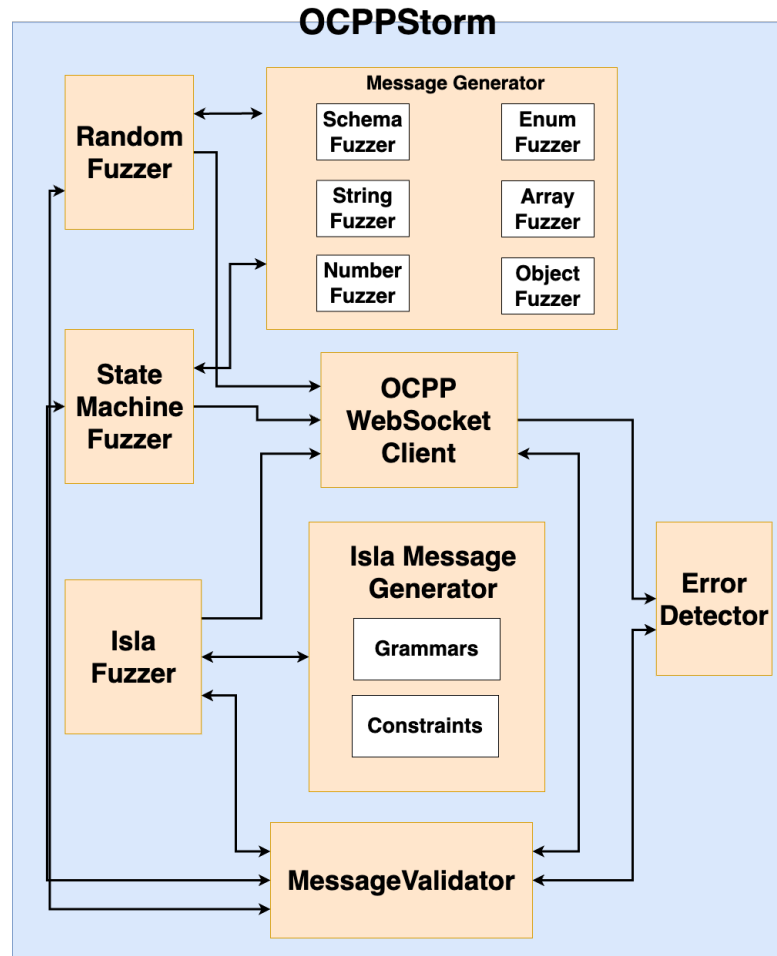 OCPPStorm
Random
Fuzzer
Message Generator
Schema
Fuzzer
Enum
Fuzzer
String
Fuzzer
Array
Fuzzer
Number
Fuzzer
Object
Fuzzer
State
Machine
Fuzzer
OCPP
WebSocket
Client
Isla
Fuzzer
Isla Message
Generator
Grammars
Constraints
Error
Detector
MessageValidator